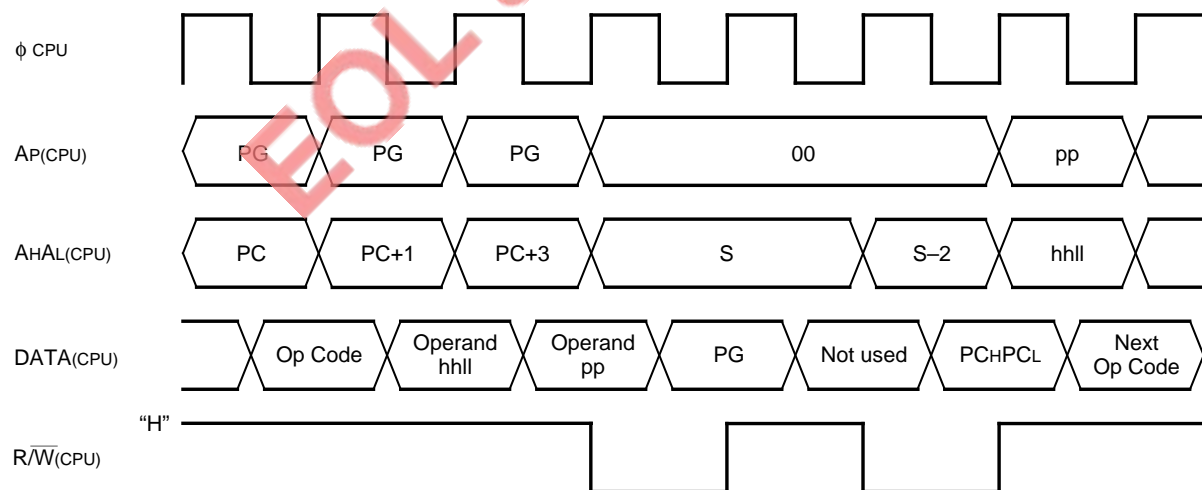 EOL
ϕ CPU
AP(CPU)
PG
PG
PG
00
pp
AHAL(CPU)
PC
PC+1
PC+3
S
S–2
hhll
DATA(CPU)
Op Code
Operand
hhll
Operand
pp
PG
Not used
PCHPCL
Next
Op Code
“H”
R/W(CPU)